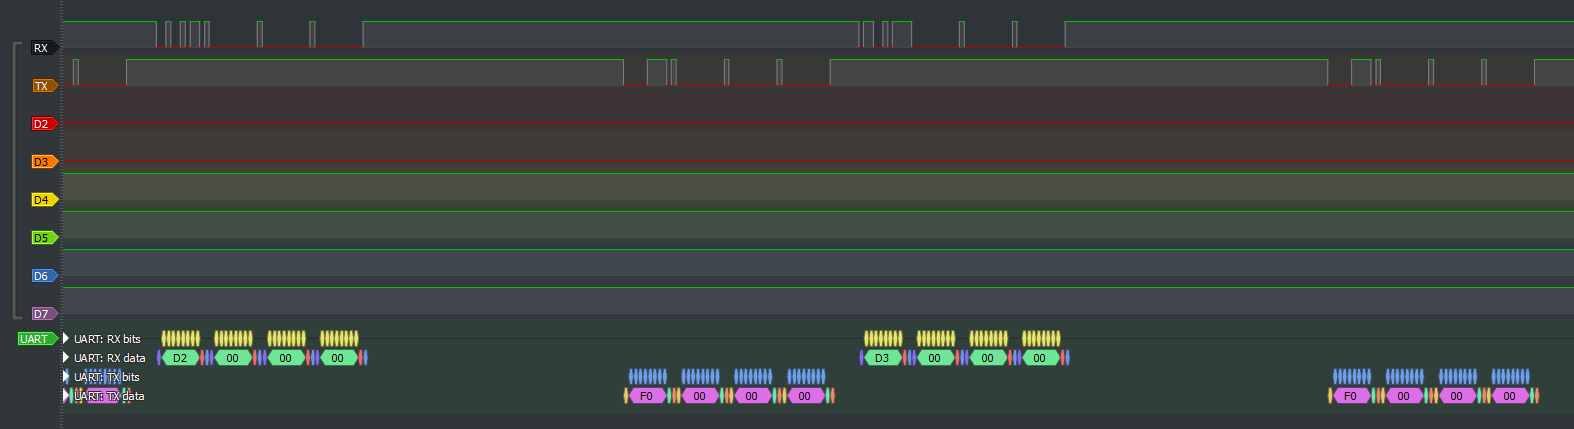 RX
TX
D2
D3
D4
D5
D6
D7
UART UART: RX bits
UART: RX data D2 00 00 00 D3 00 00 00
UART: TX bits
UART: TX data F0 00 00 00 F0 00 00 00